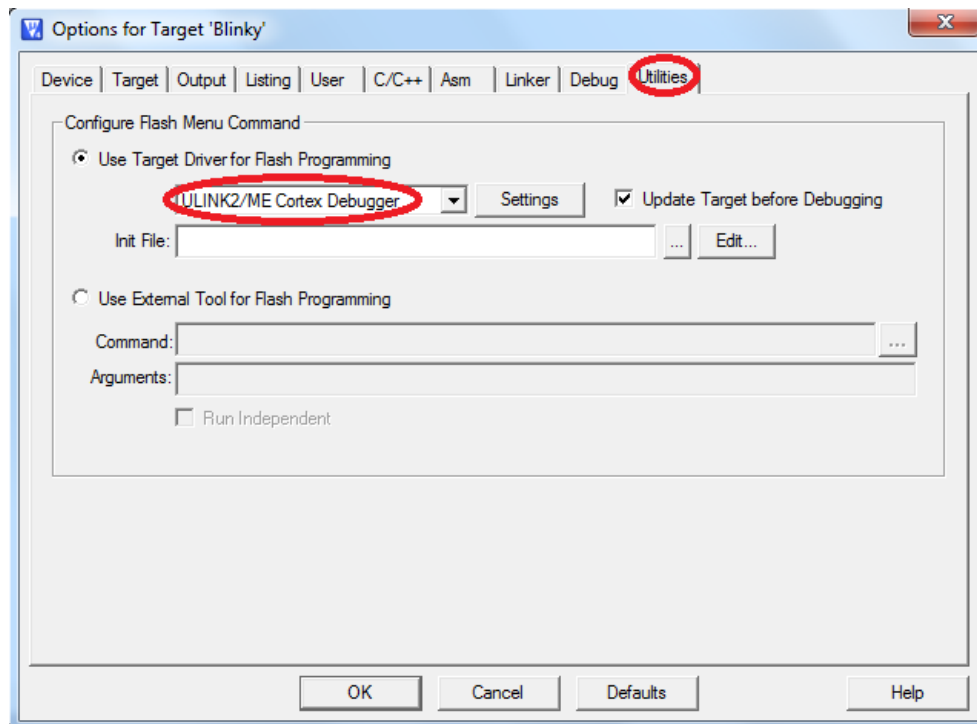 Options for Target 'Blinky'
Device Target Output Listing User C/C++ Asm Linker Debug Utilities
Configure Flash Menu Command
Use Target Driver for Flash Programming
ULINK2/ME Cortex Debugger Settings Update Target before Debugging
Init File: ... Edit...
Use External Tool for Flash Programming
Command: ...
Arguments:
Run Independent
OK Cancel Defaults Help